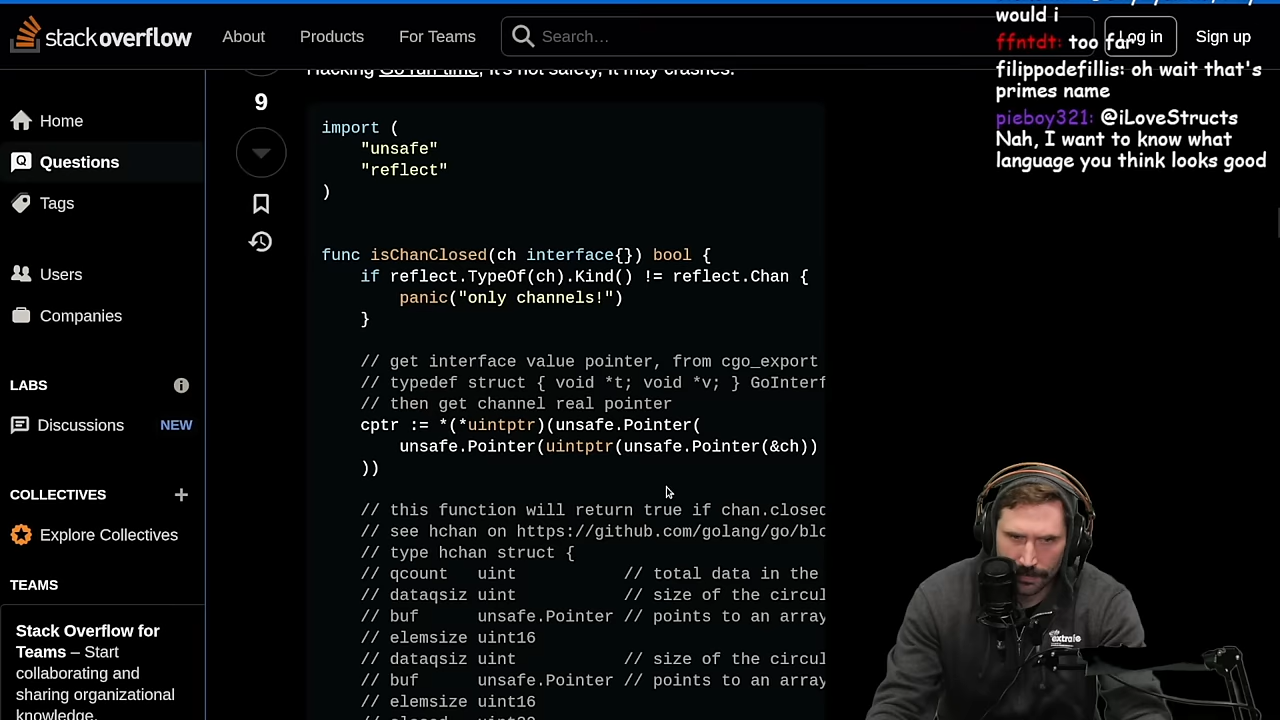 stackoverflow
About
Products
For Teams
Search…
Log in
Sign up
would i
ffntdt: too far
filippodefillis: oh wait that's
primes name
pieboy321: @iLoveStructs
Nah, I want to know what
language you think looks good
Home
Questions
Tags
Users
Companies
LABS
Discussions
NEW
COLLECTIVES
Explore Collectives
TEAMS
Stack Overflow for
Teams – Start
collaborating and
sharing organizational
knowledge.
Hacking Go run time, it's not safety, it may crashes:
9
import (
"unsafe"
"reflect"
)
func isChanClosed(ch interface{}) bool {
if reflect.TypeOf(ch).Kind() != reflect.Chan {
panic("only channels!")
}
// get interface value pointer, from cgo_export
// typedef struct { void *t; void *v; } GoInterf
// then get channel real pointer
cptr := *(*uintptr)(unsafe.Pointer(
unsafe.Pointer(uintptr(unsafe.Pointer(&ch))
))
// this function will return true if chan.closed
// see hchan on https://github.com/golang/go/blo
// type hchan struct {
// qcount uint // total data in the
// dataqsiz uint // size of the circul
// buf unsafe.Pointer // points to an array
// elemsize uint16
// dataqsiz uint // size of the circul
// buf unsafe.Pointer // points to an array
// elemsize uint16
extrafe